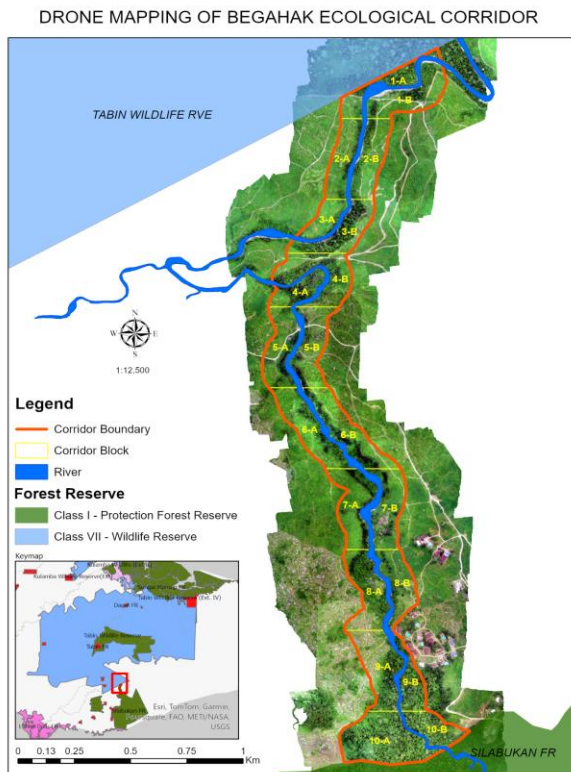 DRONE MAPPING OF BEGAHAK ECOLOGICAL CORRIDOR
TABIN WILDLIFE RVE
1-A
1-B
2-A
2-B
3-A
3-B
4-A
4-B
5-A
5-B
6-A
6-B
7-A
7-B
8-A
8-B
9-A
9-B
10-A
10-B
SILABUKAN FR
N
W E
S
1:12,500
Legend
Corridor Boundary
Corridor Block
River
Forest Reserve
Class I - Protection Forest Reserve
Class VII - Wildlife Reserve
Keymap
Tabin Wildlife Reserve
Esri, TomTom, Garmin,
FAO, METI/NASA,
USGS
0 0.13 0.25 0.5 0.75 1
Km